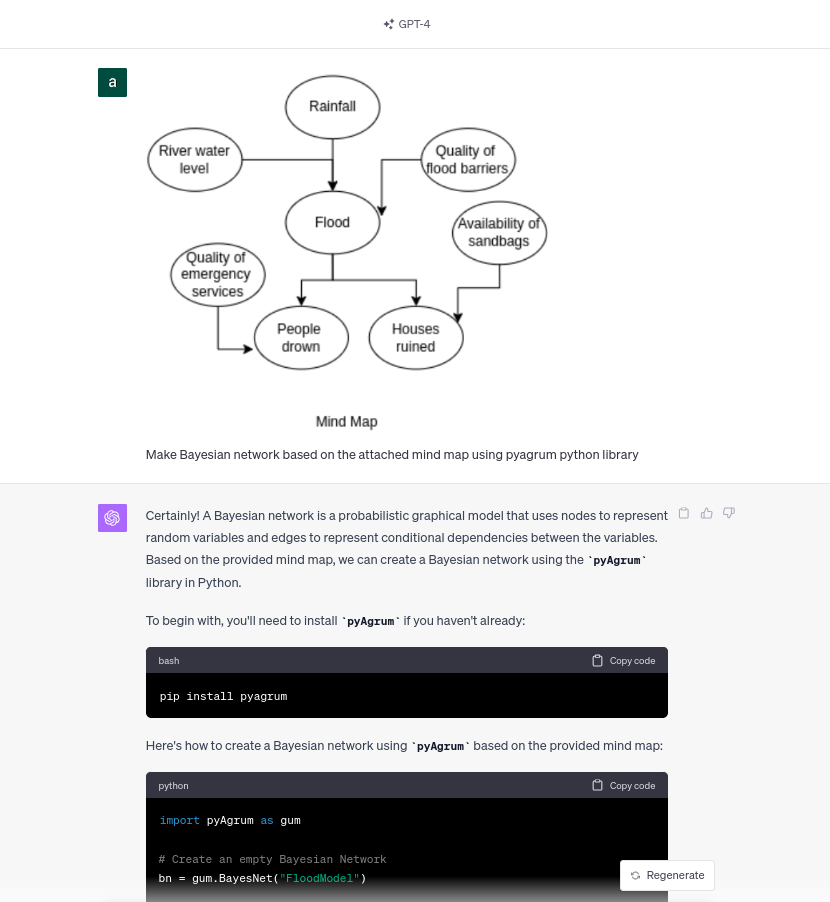 GPT-4
a
Rainfall
River water
level
Quality of
flood barriers
Flood
Availability of
sandbags
Quality of
emergency
services
People
drown
Houses
ruined
Mind Map
Make Bayesian network based on the attached mind map using pyagrum python library
Certainly! A Bayesian network is a probabilistic graphical model that uses nodes to represent
random variables and edges to represent conditional dependencies between the variables.
Based on the provided mind map, we can create a Bayesian network using the `pyAgrum`
library in Python.
To begin with, you'll need to install `pyAgrum` if you haven't already:
bash
Copy code
pip install pyagrum
Here's how to create a Bayesian network using `pyAgrum` based on the provided mind map:
python
Copy code
import pyAgrum as gum
# Create an empty Bayesian Network
bn = gum.BayesNet("FloodModel")
Regenerate